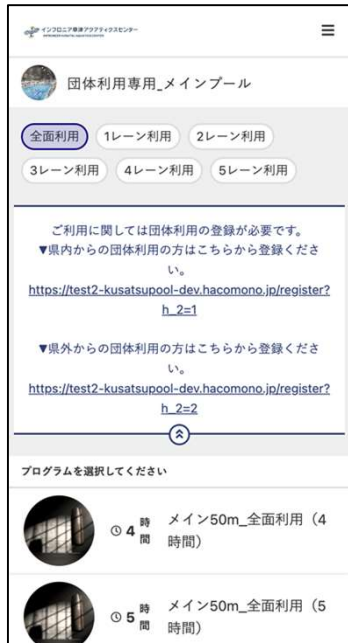 インフロニア草津アクアティクスセンター
団体利用専用_メインプール
全面利用 1レーン利用 2レーン利用
3レーン利用 4レーン利用 5レーン利用
ご利用に関しては団体利用の登録が必要です。
▼県内からの団体利用の方はこちらから登録くださ
い。
https://test2-kusatsupool-dev.hacomono.jp/register?
h_2=1
▼県外からの団体利用の方はこちらから登録くださ
い。
https://test2-kusatsupool-dev.hacomono.jp/register?
h_2=2
プログラムを選択してください
4時間 メイン50m_全面利用（4
時間）
5時間 メイン50m_全面利用（5
時間）